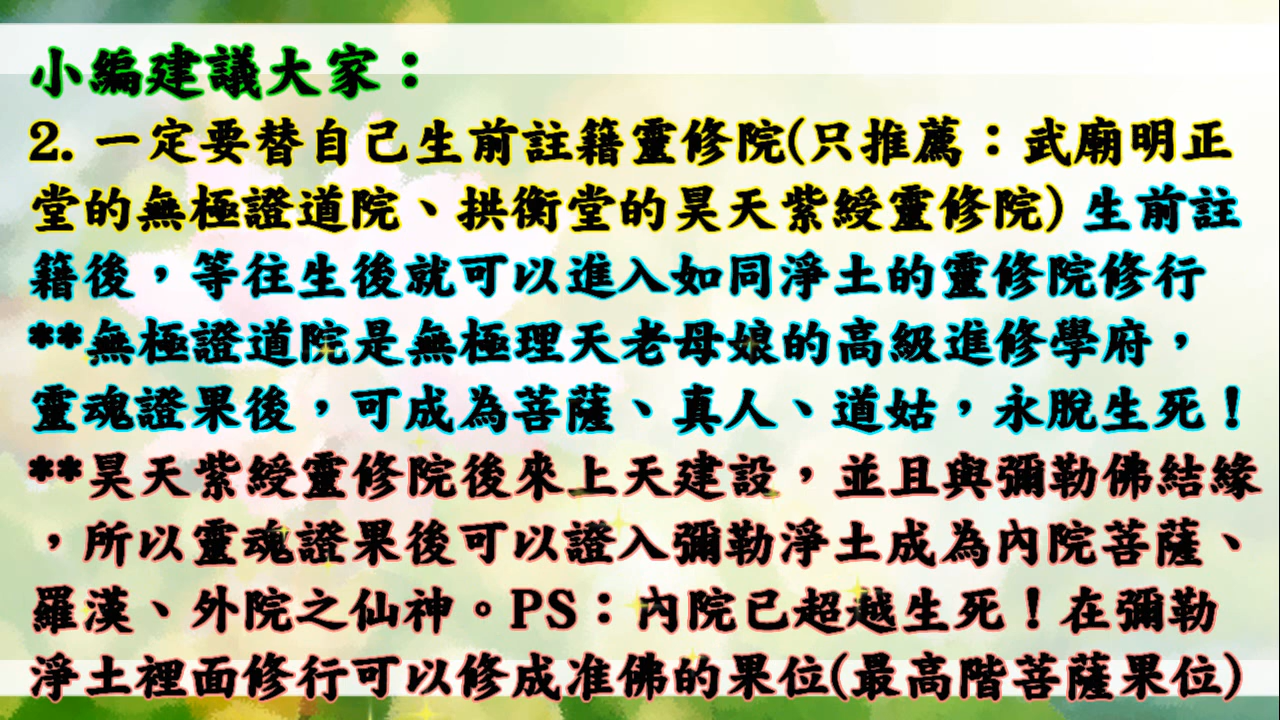 小編建議大家：
2. 一定要替自己生前註籍靈修院(只推薦：武廟明正
堂的無極證道院、拱衡堂的昊天紫綬靈修院) 生前註
籍後，等往生後就可以進入如同淨土的靈修院修行
**無極證道院是無極理天老母娘的高級進修學府，
靈魂證果後，可成為菩薩、真人、道姑，永脫生死！
**昊天紫綬靈修院後來上天建設，並且與彌勒佛結緣
，所以靈魂證果後可以證入彌勒淨土成為內院菩薩、
羅漢、外院之仙神。PS：內院已超越生死！在彌勒
淨土裡面修行可以修成准佛的果位(最高階菩薩果位)